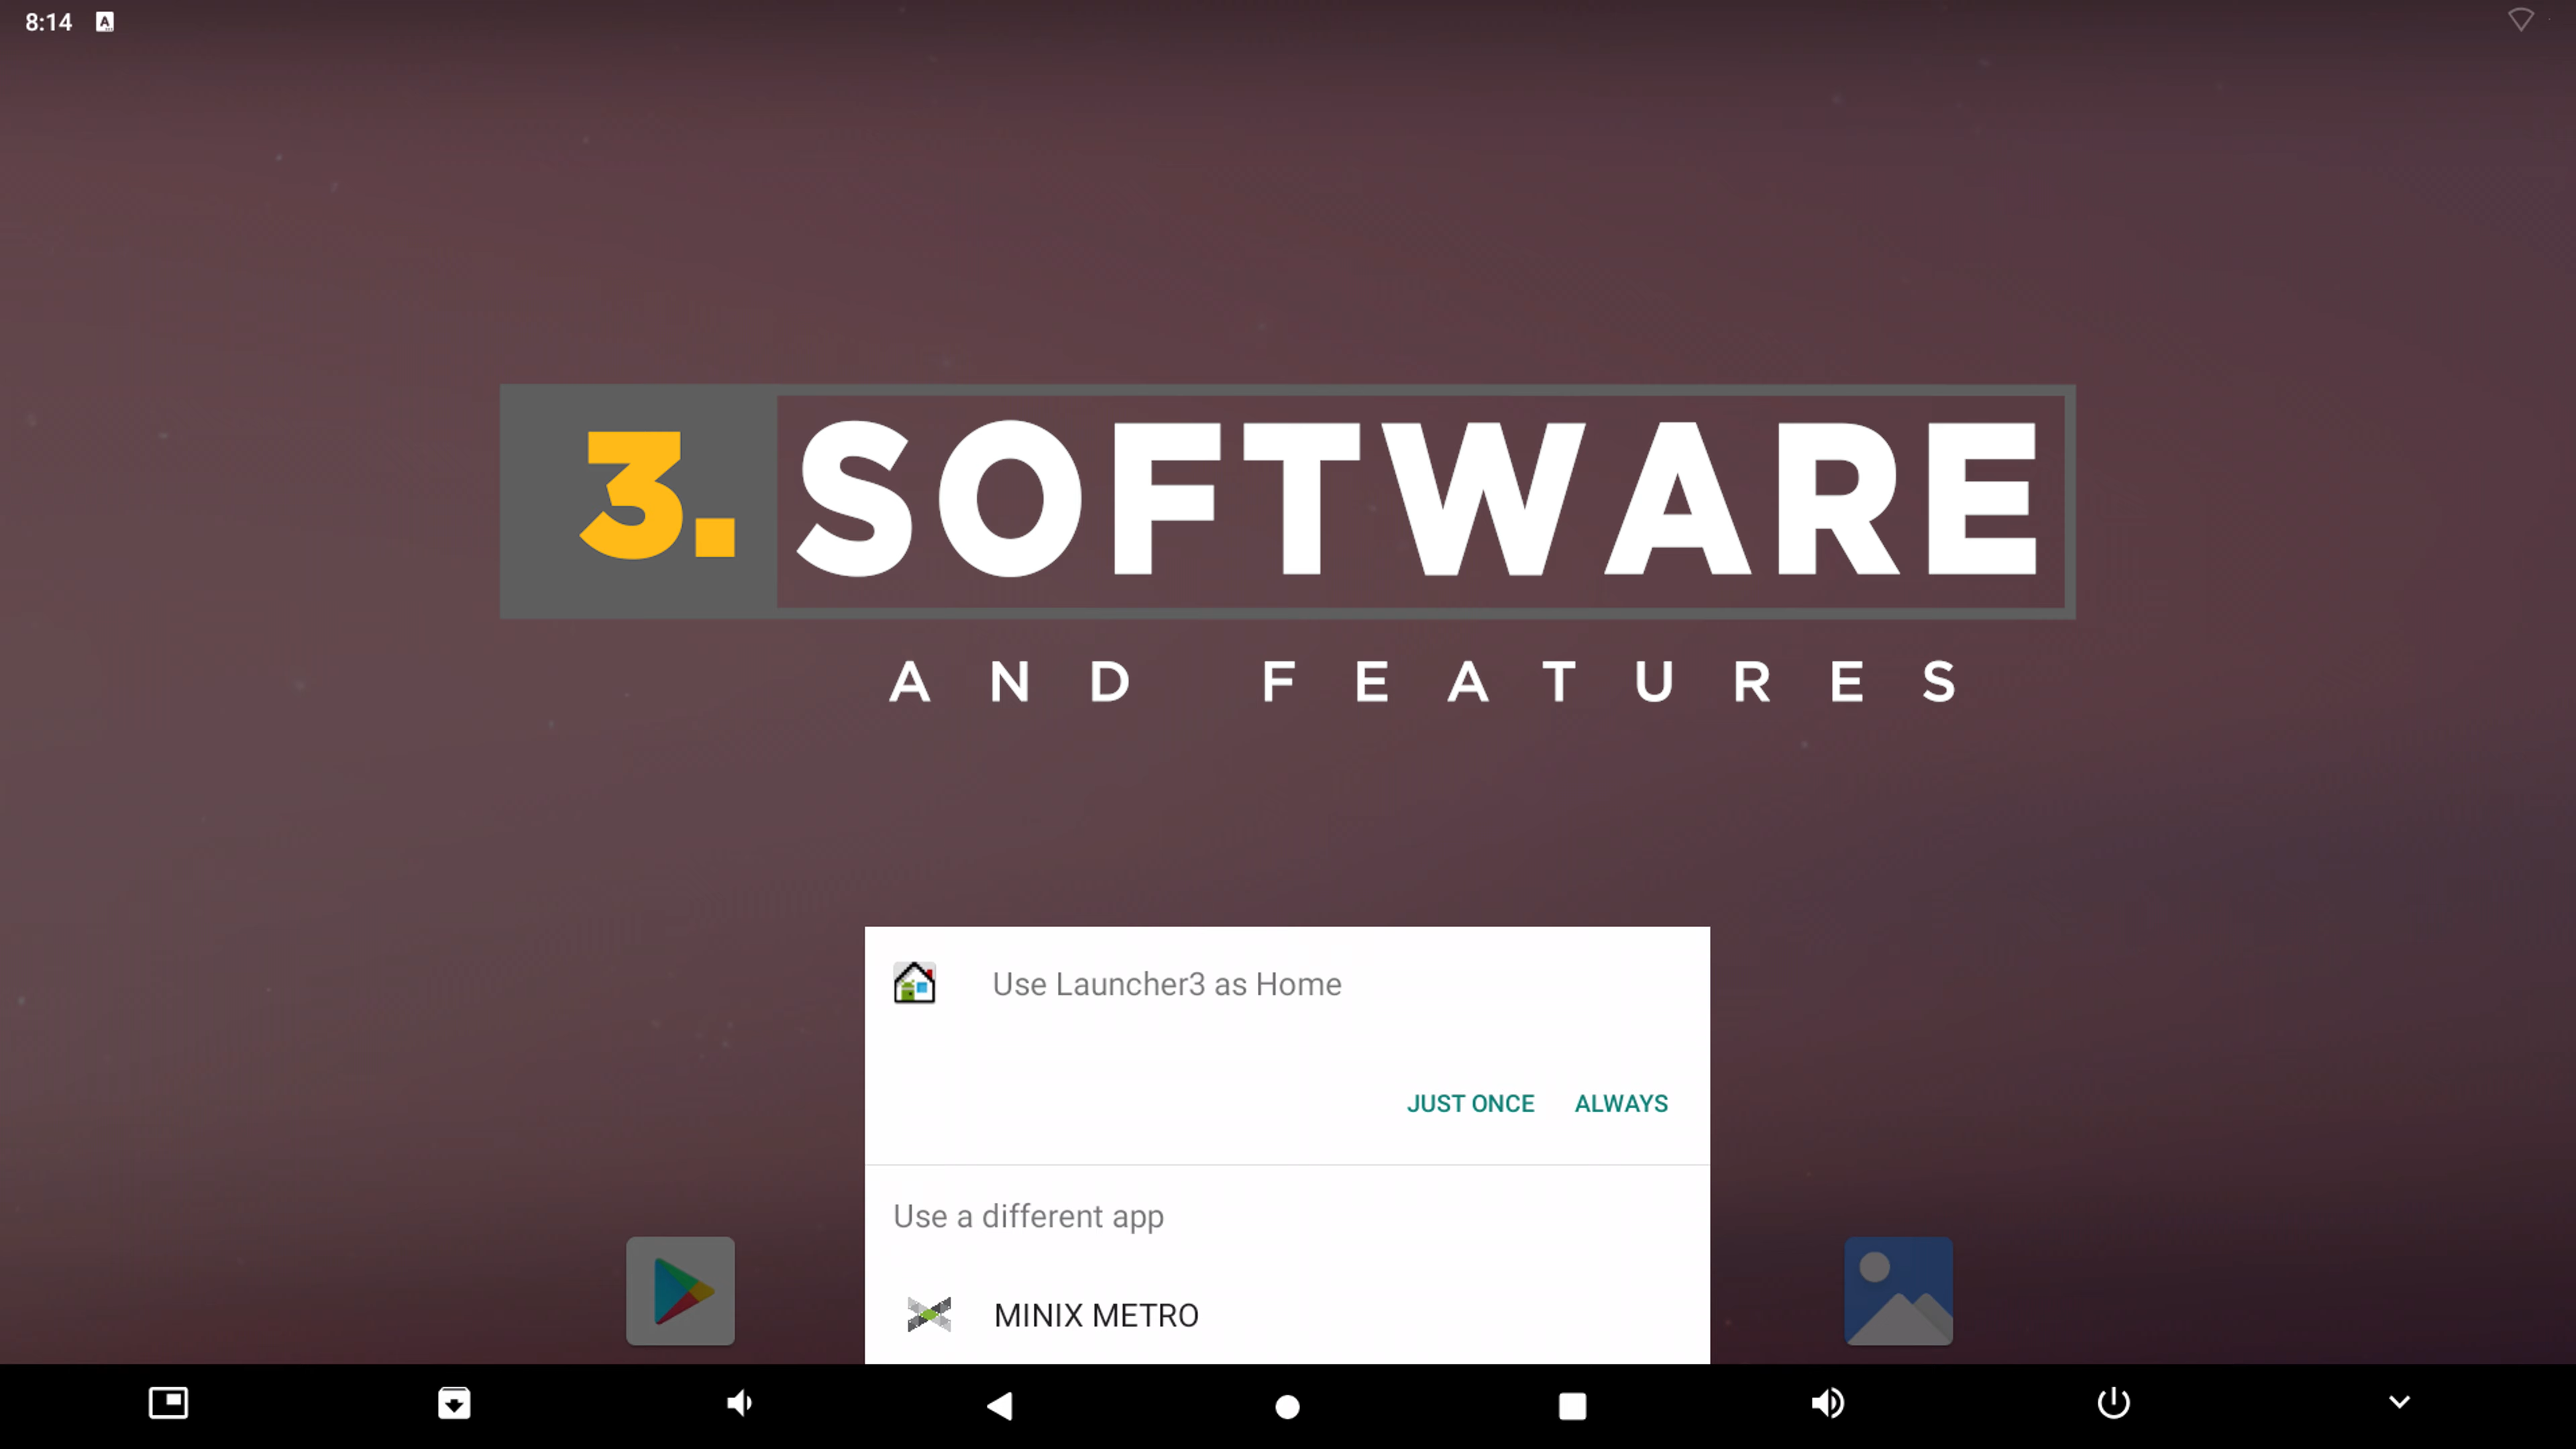 8:14 A
3. SOFTWARE
AND FEATURES
Use Launcher3 as Home
JUST ONCE ALWAYS
Use a different app
MINIX METRO